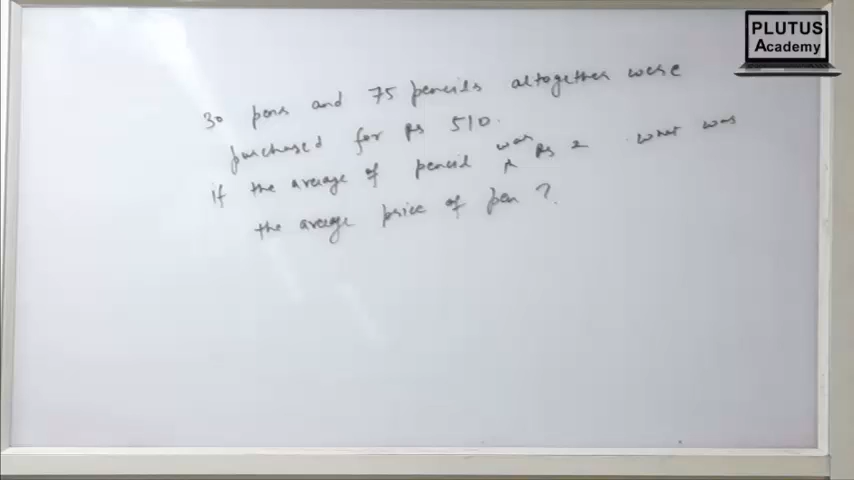 PLUTUS
Academy
30 pens and 75 pencils altogether were
purchased for Rs 510.
if the average of pencil was Rs 2 what was
the average price of pen ?